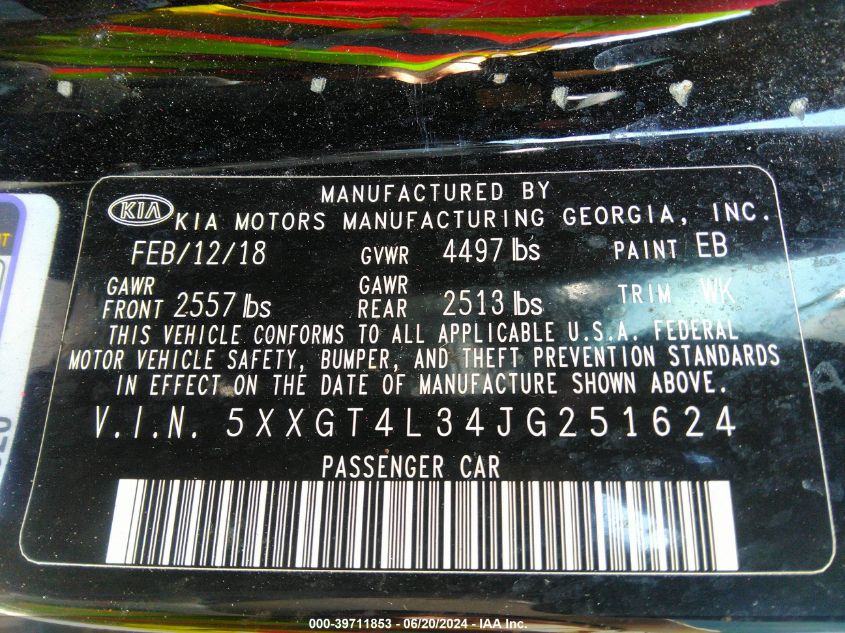 MANUFACTURED BY
KIA KIA MOTORS MANUFACTURING GEORGIA, INC.
FEB/12/18 GVWR 4497 lbs PAINT EB
GAWR FRONT 2557 lbs GAWR REAR 2513 lbs TRIM WK
THIS VEHICLE CONFORMS TO ALL APPLICABLE U.S.A. FEDERAL
MOTOR VEHICLE SAFETY, BUMPER, AND THEFT PREVENTION STANDARDS
IN EFFECT ON THE DATE OF MANUFACTURE SHOWN ABOVE.
V.I.N. 5XXGT4L34JG251624
PASSENGER CAR
000-39711853 - 06/20/2024 - IAA Inc.